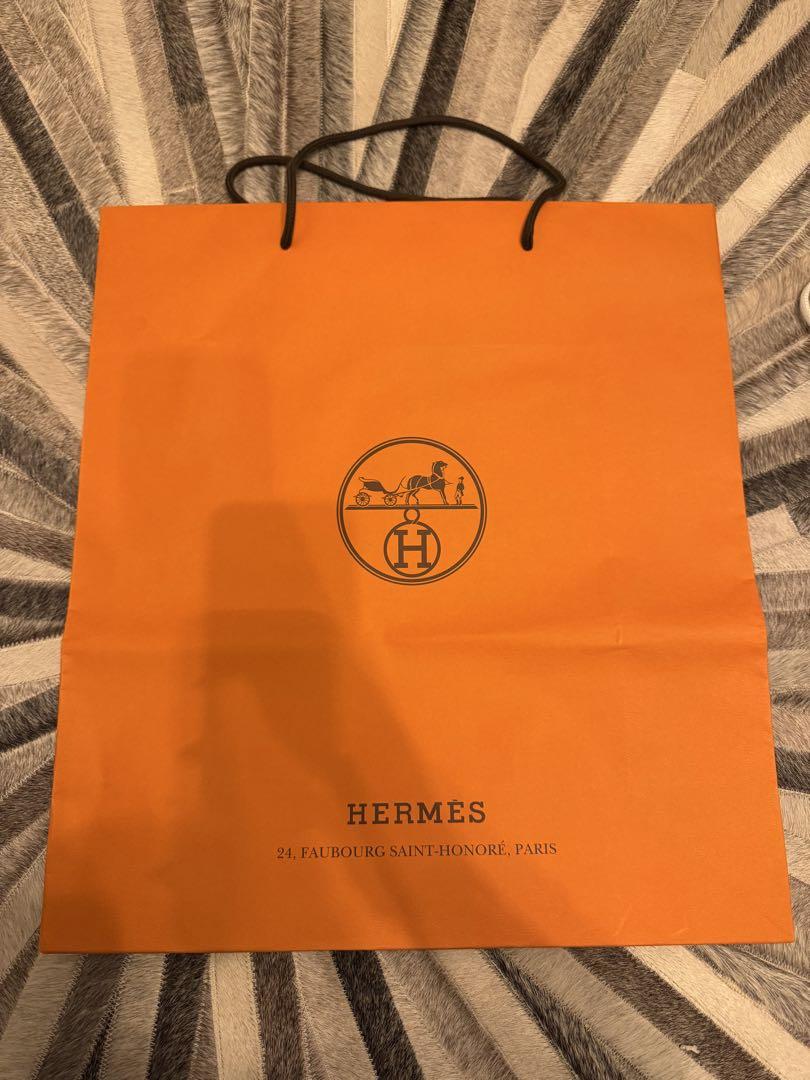 H
HERMÈS
24, FAUBOURG SAINT-HONORÉ, PARIS